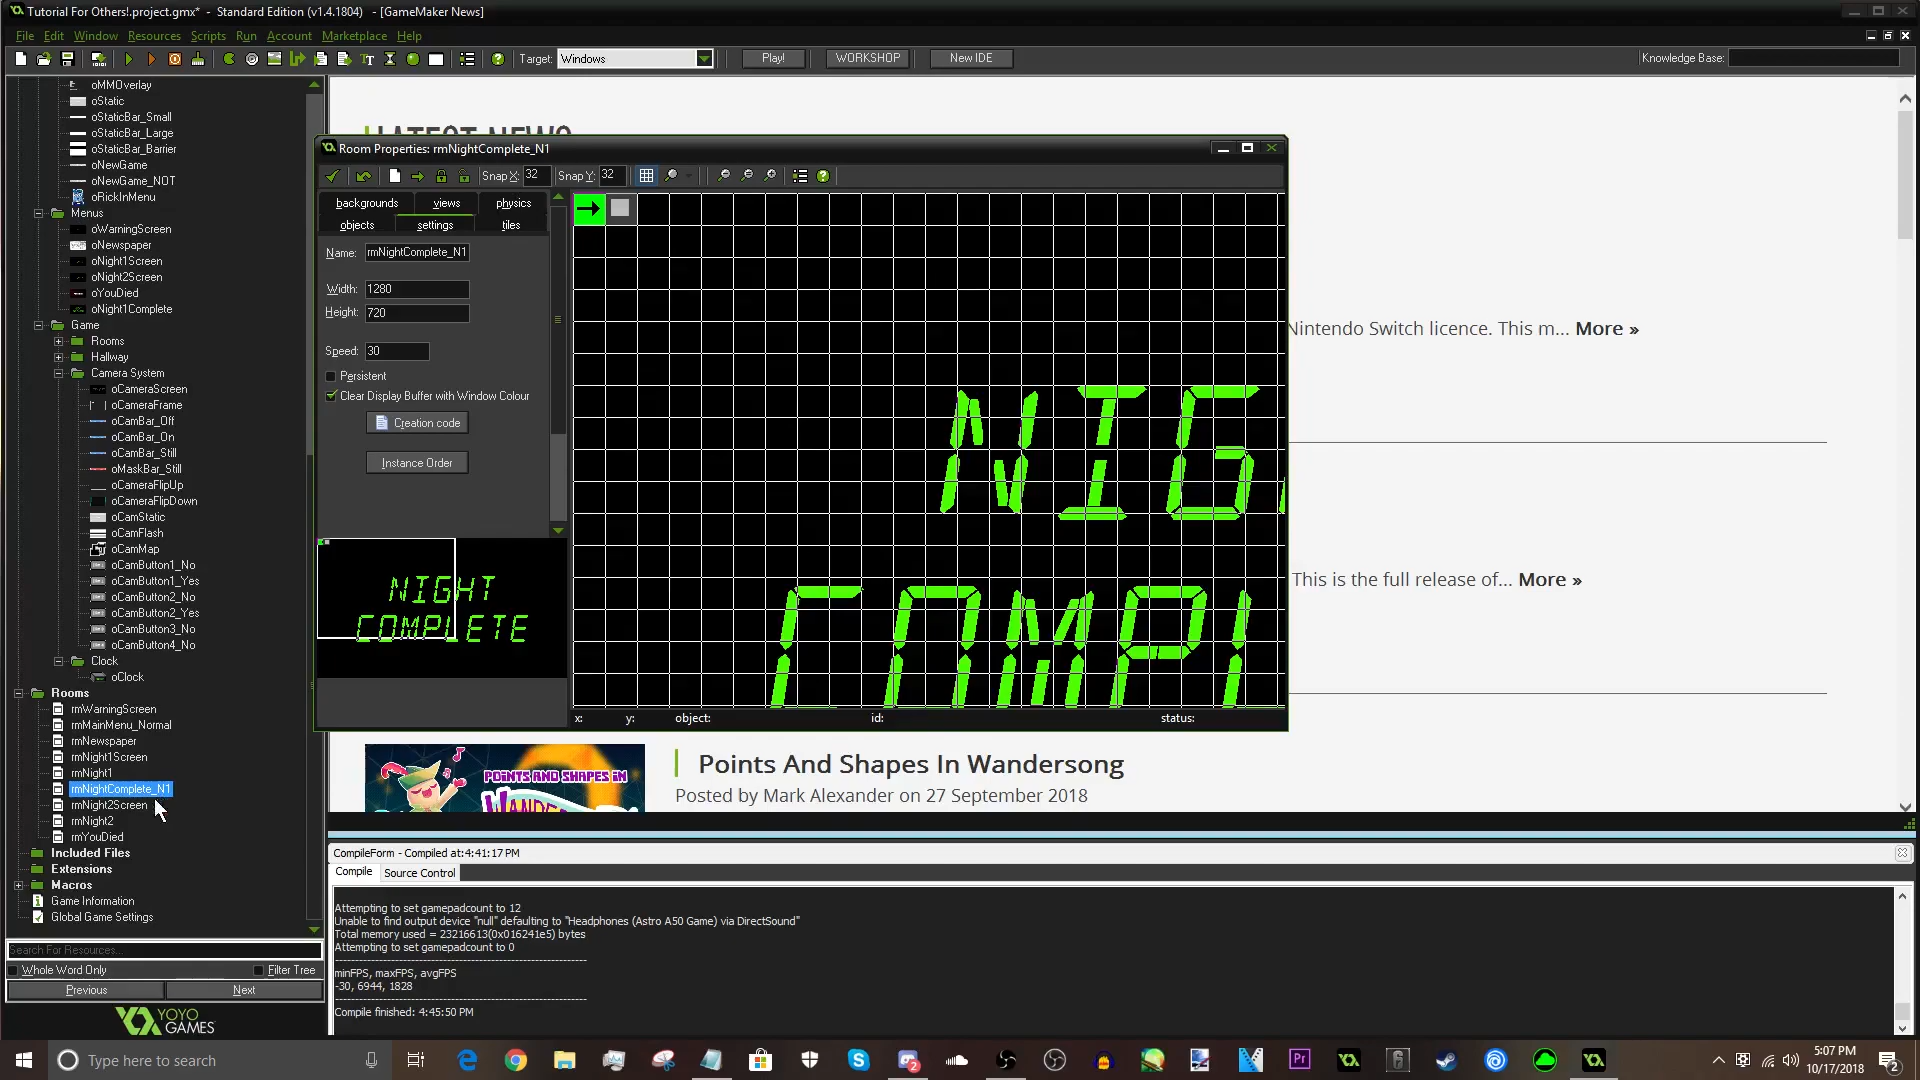 Tutorial For Others!.project.gmx* - Standard Edition (v1.4.1804) - [GameMaker News]
File Edit Window Resources Scripts Run Account Marketplace Help
Target: Windows Play! WORKSHOP New IDE Knowledge Base:
oMMOverlay
oStatic
oStaticBar_Small
oStaticBar_Large
oStaticBar_Barrier
oNewGame
oNewGame_NOT
oRickInMenu
Menus
oWarningScreen
oNewspaper
oNight1Screen
oNight2Screen
oYouDied
oNight1Complete
Game
Rooms
Hallway
Camera System
oCameraScreen
oCameraFrame
oCamBar_Off
oCamBar_On
oCamBar_Still
oMaskBar_Still
oCameraFlipUp
oCameraFlipDown
oCamStatic
oCamFlash
oCamMap
oCamButton1_No
oCamButton1_Yes
oCamButton2_No
oCamButton2_Yes
oCamButton3_No
oCamButton4_No
Clock
oClock
Rooms
rmWarningScreen
rmMainMenu_Normal
rmNewspaper
rmNight1Screen
rmNight1
rmNightComplete_N1
rmNight2Screen
rmNight2
rmYouDied
Included Files
Extensions
Macros
Game Information
Global Game Settings
Search For Resources...
Whole Word Only Filter Tree
Previous Next
YOYO
GAMES
LATEST NEWS
Room Properties: rmNightComplete_N1
Snap X: 32 Snap Y: 32
backgrounds views physics
objects settings tiles
Name: rmNightComplete_N1
Width: 1280
Height: 720
Speed: 30
Persistent
Clear Display Buffer with Window Colour
Creation code
Instance Order
NIGHT
COMPLETE
NIG
COMPL
x: y: object: id: status:
Nintendo Switch licence. This m... More »
This is the full release of... More »
POINTS AND SHAPES IN
Points And Shapes In Wandersong
Posted by Mark Alexander on 27 September 2018
CompileForm - Compiled at:4:41:17 PM
Compile Source Control
Attempting to set gamepadcount to 12
Unable to find output device "null" defaulting to "Headphones (Astro A50 Game) via DirectSound"
Total memory used = 23216613(0x016241e5) bytes
Attempting to set gamepadcount to 0
minFPS, maxFPS, avgFPS
-30, 6944, 1828
Compile finished: 4:45:50 PM
Type here to search
5:07 PM
10/17/2018